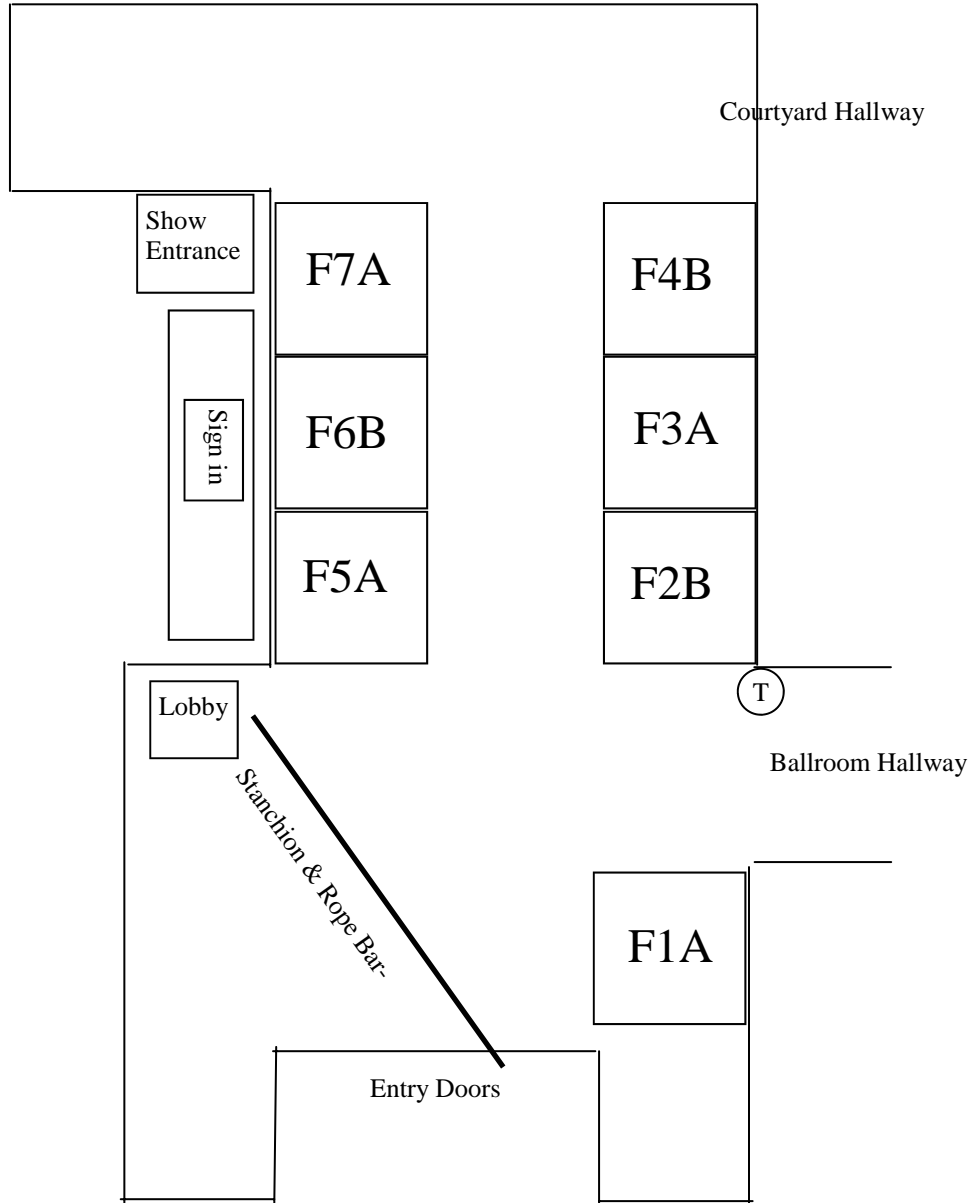 Courtyard Hallway
Show
Entrance
F7A
F4B
Sign in
F6B
F3A
F5A
F2B
Lobby
T
Ballroom Hallway
Stanchion & Rope Bar-
F1A
Entry Doors